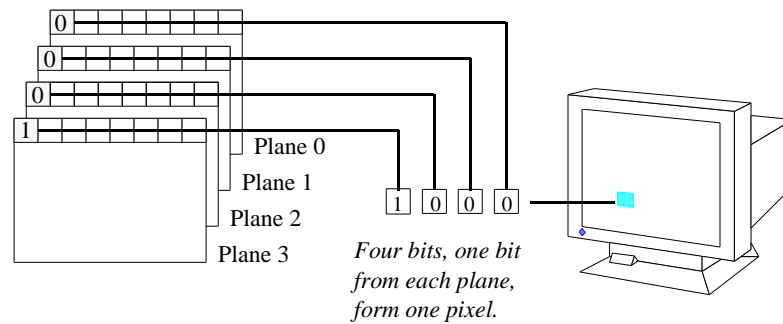 0
0
0
1
Plane 0
Plane 1
Plane 2
Plane 3
1 0 0 0
Four bits, one bit
from each plane,
form one pixel.